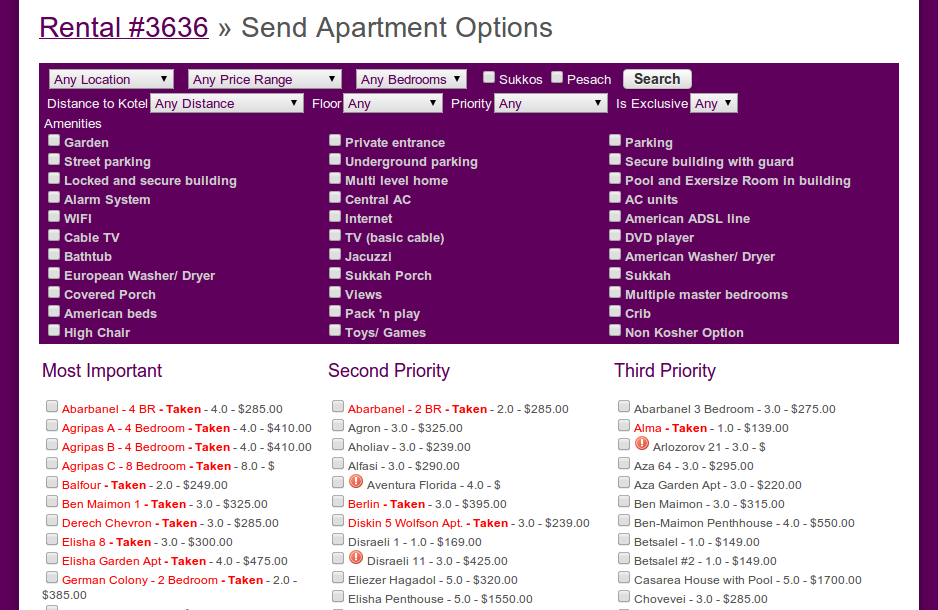 Rental #3636 » Send Apartment Options
Any Location Any Price Range Any Bedrooms Sukkos Pesach Search
Distance to Kotel Any Distance Floor Any Priority Any Is Exclusive Any
Amenities
Garden Private entrance Parking
Street parking Underground parking Secure building with guard
Locked and secure building Multi level home Pool and Exersize Room in building
Alarm System Central AC AC units
WIFI Internet American ADSL line
Cable TV TV (basic cable) DVD player
Bathtub Jacuzzi American Washer/ Dryer
European Washer/ Dryer Sukkah Porch Sukkah
Covered Porch Views Multiple master bedrooms
American beds Pack 'n play Crib
High Chair Toys/ Games Non Kosher Option
Most Important
Abarbanel - 4 BR - Taken - 4.0 - $285.00
Agripas A - 4 Bedroom - Taken - 4.0 - $410.00
Agripas B - 4 Bedroom - Taken - 4.0 - $410.00
Agripas C - 8 Bedroom - Taken - 8.0 - $
Balfour - Taken - 2.0 - $249.00
Ben Maimon 1 - Taken - 3.0 - $325.00
Derech Chevron - Taken - 3.0 - $285.00
Elisha 8 - Taken - 3.0 - $300.00
Elisha Garden Apt - Taken - 4.0 - $475.00
German Colony - 2 Bedroom - Taken - 2.0 -
$385.00
Second Priority
Abarbanel - 2 BR - Taken - 2.0 - $285.00
Agron - 3.0 - $325.00
Aholiav - 3.0 - $239.00
Alfasi - 3.0 - $290.00
Aventura Florida - 4.0 - $
Berlin - Taken - 3.0 - $395.00
Diskin 5 Wolfson Apt. - Taken - 3.0 - $239.00
Disraeli 1 - 1.0 - $169.00
Disraeli 11 - 3.0 - $425.00
Eliezer Hagadol - 5.0 - $320.00
Elisha Penthouse - 5.0 - $1550.00
Third Priority
Abarbanel 3 Bedroom - 3.0 - $275.00
Alma - Taken - 1.0 - $139.00
Arlozorov 21 - 3.0 - $
Aza 64 - 3.0 - $295.00
Aza Garden Apt - 3.0 - $220.00
Ben Maimon - 3.0 - $315.00
Ben-Maimon Penthhouse - 4.0 - $550.00
Betsalel - 1.0 - $149.00
Betsalel #2 - 1.0 - $149.00
Casarea House with Pool - 5.0 - $1700.00
Chovevei - 3.0 - $285.00